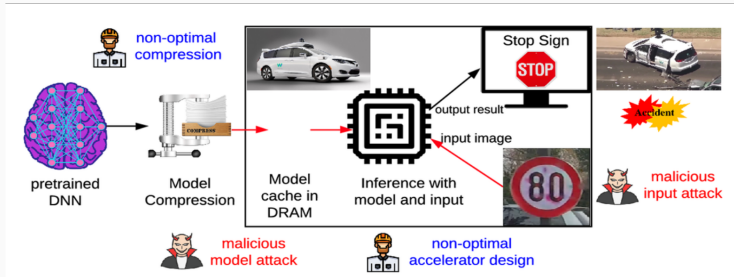 non-optimal
compression
Stop Sign
STOP
output result
Accident
COMPRESS
input image
80
pretrained
DNN
Model
Compression
Model
cache in
DRAM
Inference with
model and input
malicious
input attack
malicious
model attack
non-optimal
accelerator design